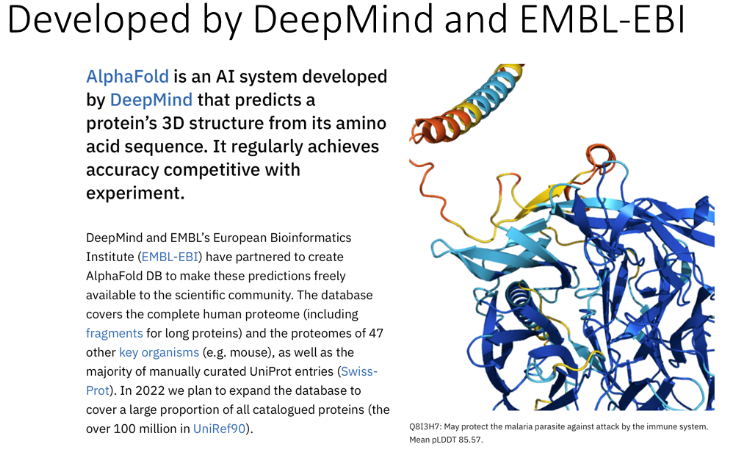 Developed by DeepMind and EMBL-EBI
AlphaFold is an AI system developed
by DeepMind that predicts a
protein's 3D structure from its amino
acid sequence. It regularly achieves
accuracy competitive with
experiment.
DeepMind and EMBL's European Bioinformatics
Institute (EMBL-EBI) have partnered to create
AlphaFold DB to make these predictions freely
available to the scientific community. The database
covers the complete human proteome (including
fragments for long proteins) and the proteomes of 47
other key organisms (e.g. mouse), as well as the
majority of manually curated UniProt entries (Swiss-
Prot). In 2022 we plan to expand the database to
cover a large proportion of all catalogued proteins (the
over 100 million in UniRef90).
Q8I3H7: May protect the malaria parasite against attack by the immune system.
Mean pLDDT 85.57.